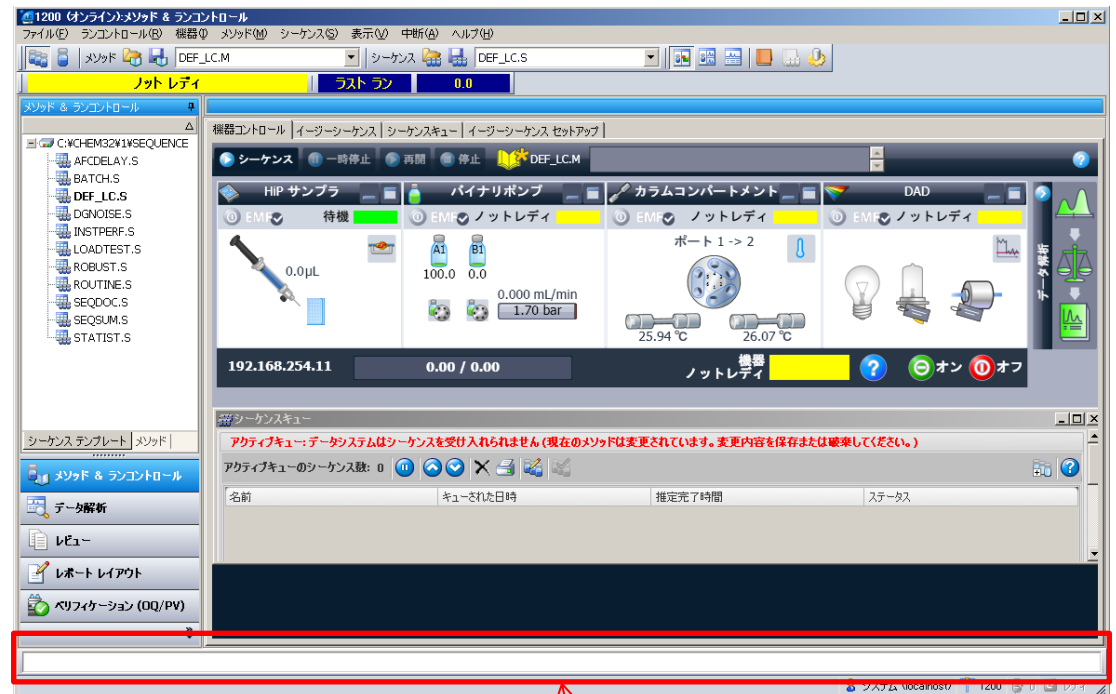 1200 (オンライン):メソッド & ランコントロール
ファイル(F) ランコントロール(R) 機器(I) メソッド(M) シーケンス(S) 表示(V) 中断(A) ヘルプ(H)
メソッド DEF_LC.M シーケンス DEF_LC.S
ノット レディ ラスト ラン 0.0
メソッド & ランコントロール
C:¥CHEM32¥1¥SEQUENCE
AFCDELAY.S
BATCH.S
DEF_LC.S
DGNOISE.S
INSTPERF.S
LOADTEST.S
ROBUST.S
ROUTINE.S
SEQDOC.S
SEQSUM.S
STATIST.S
シーケンス テンプレート メソッド
メソッド & ランコントロール
データ解析
レビュー
レポート レイアウト
ベリフィケーション (OQ/PV)
機器コントロール イージーシーケンス シーケンスキュー イージーシーケンス セットアップ
シーケンス 一時停止 再開 停止 DEF_LC.M
HiP サンプラ バイナリポンプ カラムコンパートメント DAD
EMF 待機 EMF ノットレディ EMF ノットレディ EMF ノットレディ
0.0µL
A1 B1
100.0 0.0
0.000 mL/min
1.70 bar
ポート 1 -> 2
25.94 ℃ 26.07 ℃
データ解析
192.168.254.11 0.00 / 0.00 機器 ノットレディ オン オフ
シーケンスキュー
アクティブキュー: データシステムはシーケンスを受け入れられません (現在のメソッドは変更されています。変更内容を保存または破棄してください。)
アクティブキューのシーケンス数: 0
名前 キューされた日時 推定完了時間 ステータス
1200 0 レディ